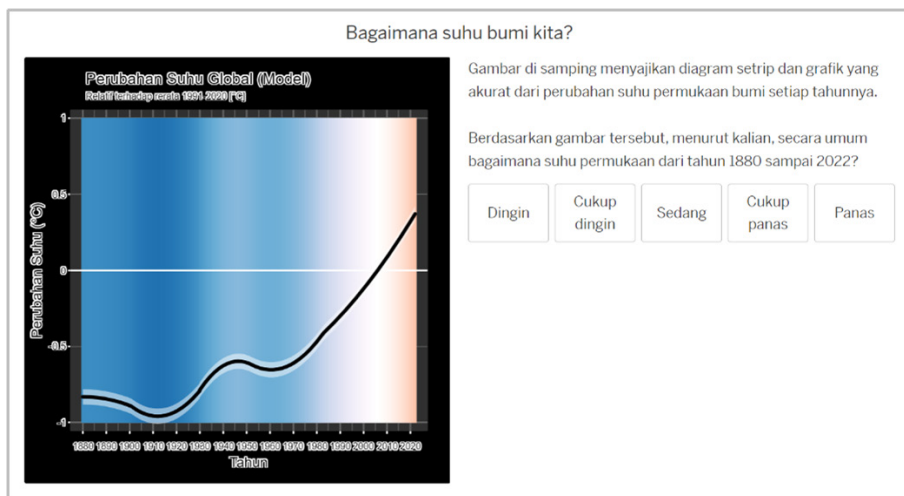 Bagaimana suhu bumi kita?
Perubahan Suhu Global (Model)
Relatif terhadap rerata 1991-2020 [°C]
1
0.5
0
-0.5
-1
Perubahan Suhu (°C)
1880 1890 1900 1910 1920 1930 1940 1950 1960 1970 1980 1990 2000 2010 2020
Tahun
Gambar di samping menyajikan diagram setrip dan grafik yang
akurat dari perubahan suhu permukaan bumi setiap tahunnya.
Berdasarkan gambar tersebut, menurut kalian, secara umum
bagaimana suhu permukaan dari tahun 1880 sampai 2022?
Dingin
Cukup
dingin
Sedang
Cukup
panas
Panas